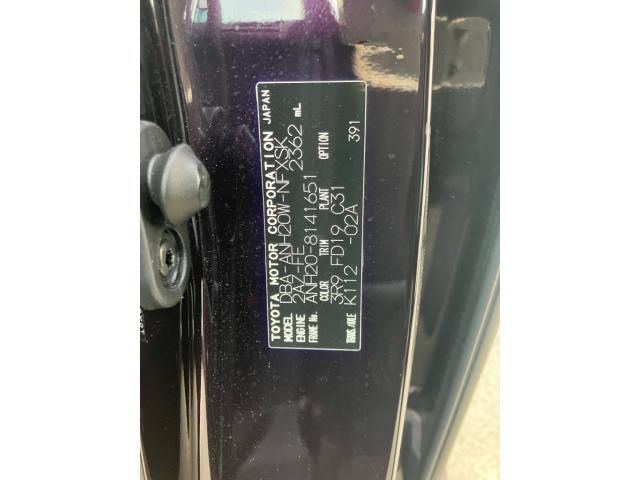 TOYOTA MOTOR CORPORATION JAPAN
MODEL DBA-ANH20W-NFXSK
ENGINE 2AZ-FE 2362 mL
FRAME No. ANH20-8141651
COLOR TRIM PLANT OPTION
3R9 FD19 C31 391
TRANS./AXLE K112 -02A